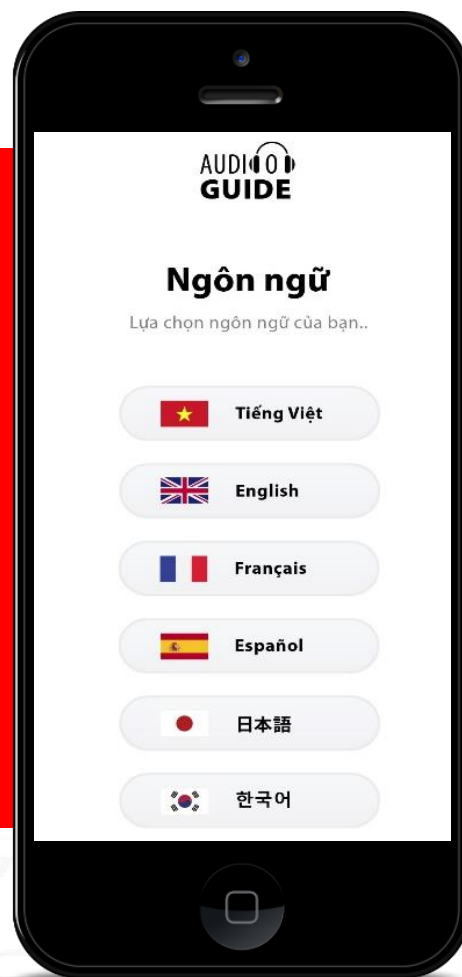 AUDIO
GUIDE
Ngôn ngữ
Lựa chọn ngôn ngữ của bạn..
Tiếng Việt
English
Français
Español
日本語
한국어